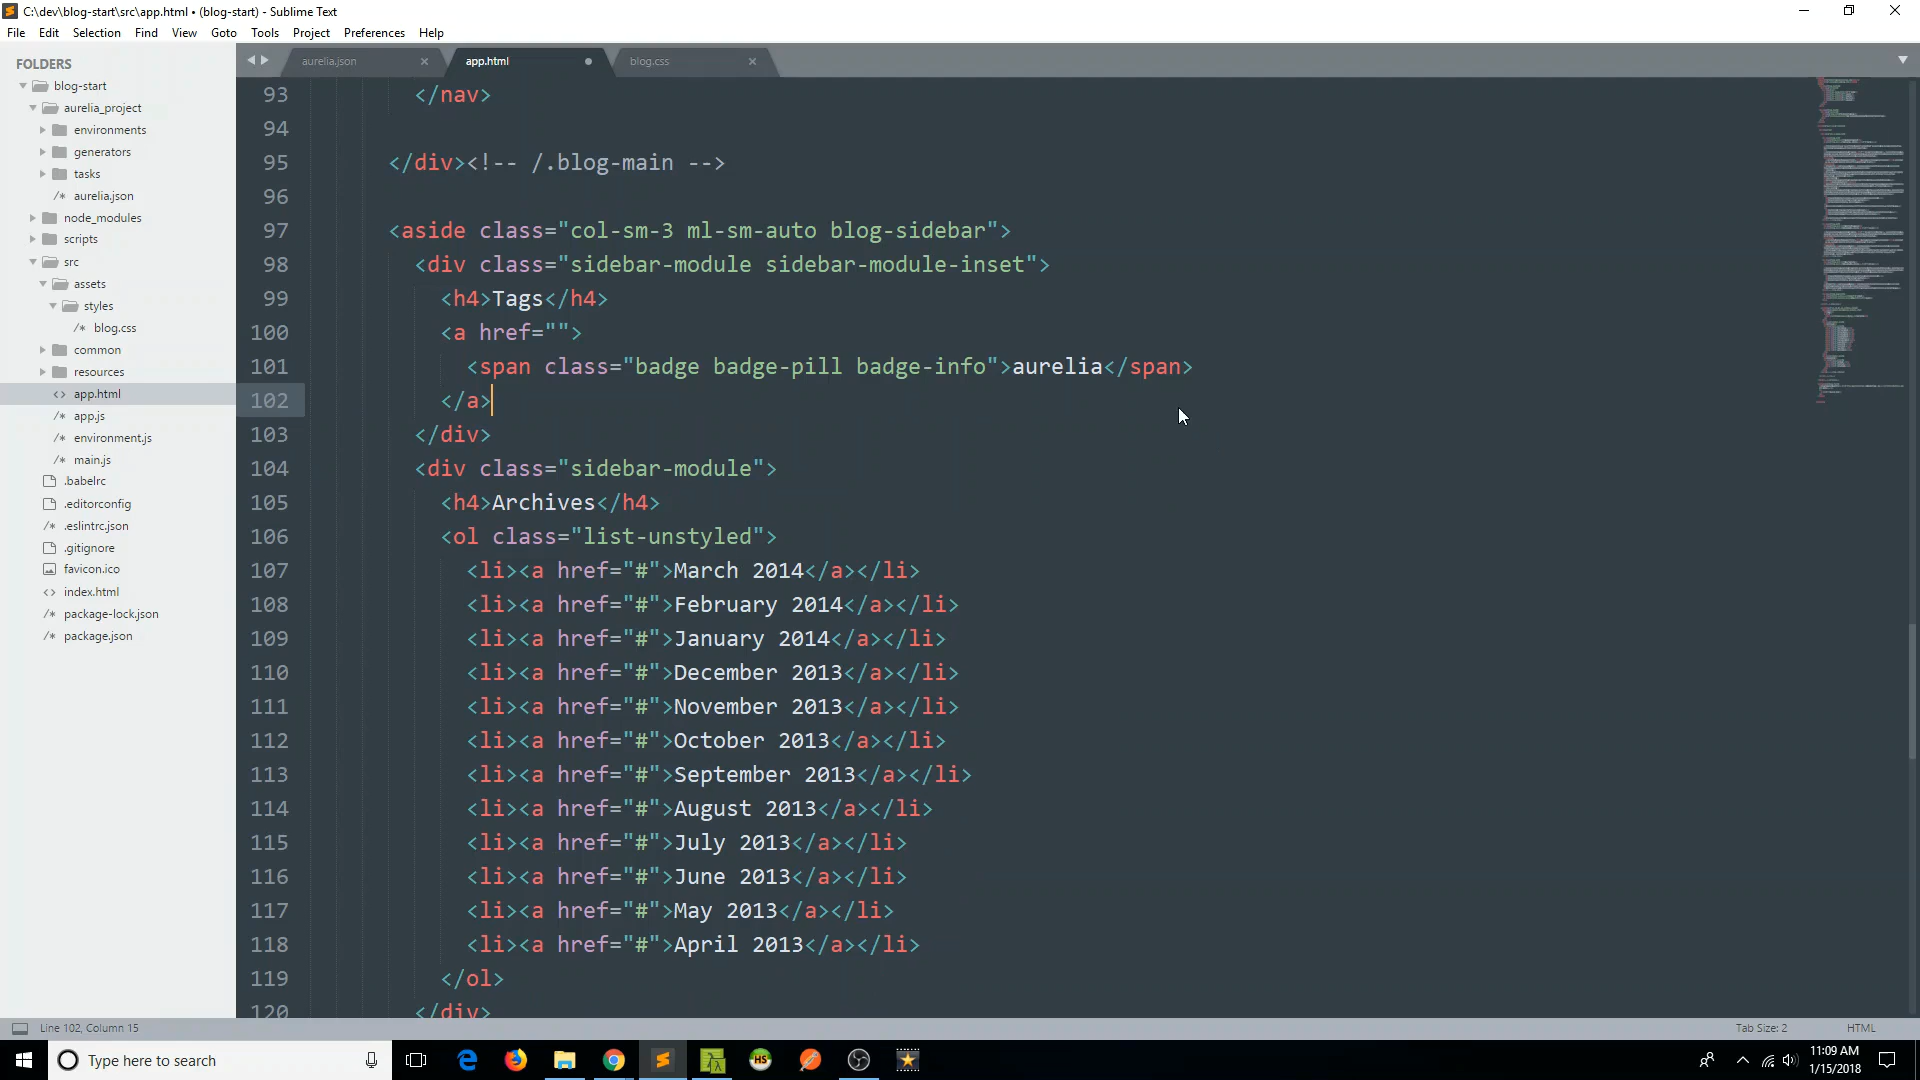 C:\dev\blog-start\src\app.html • (blog-start) - Sublime Text
File Edit Selection Find View Goto Tools Project Preferences Help
FOLDERS
blog-start
aurelia_project
environments
generators
tasks
/* aurelia.json
node_modules
scripts
src
assets
styles
/* blog.css
common
resources
<> app.html
/* app.js
/* environment.js
/* main.js
.babelrc
.editorconfig
/* .eslintrc.json
.gitignore
favicon.ico
<> index.html
/* package-lock.json
/* package.json
aurelia.json × app.html • blog.css ×
93 </nav>
94
95 </div><!-- /.blog-main -->
96
97 <aside class="col-sm-3 ml-sm-auto blog-sidebar">
98 <div class="sidebar-module sidebar-module-inset">
99 <h4>Tags</h4>
100 <a href="">
101 <span class="badge badge-pill badge-info">aurelia</span>
102 </a>
103 </div>
104 <div class="sidebar-module">
105 <h4>Archives</h4>
106 <ol class="list-unstyled">
107 <li><a href="#">March 2014</a></li>
108 <li><a href="#">February 2014</a></li>
109 <li><a href="#">January 2014</a></li>
110 <li><a href="#">December 2013</a></li>
111 <li><a href="#">November 2013</a></li>
112 <li><a href="#">October 2013</a></li>
113 <li><a href="#">September 2013</a></li>
114 <li><a href="#">August 2013</a></li>
115 <li><a href="#">July 2013</a></li>
116 <li><a href="#">June 2013</a></li>
117 <li><a href="#">May 2013</a></li>
118 <li><a href="#">April 2013</a></li>
119 </ol>
120 </div>
Line 102, Column 15
Tab Size: 2 HTML
Type here to search
HS
11:09 AM
1/15/2018